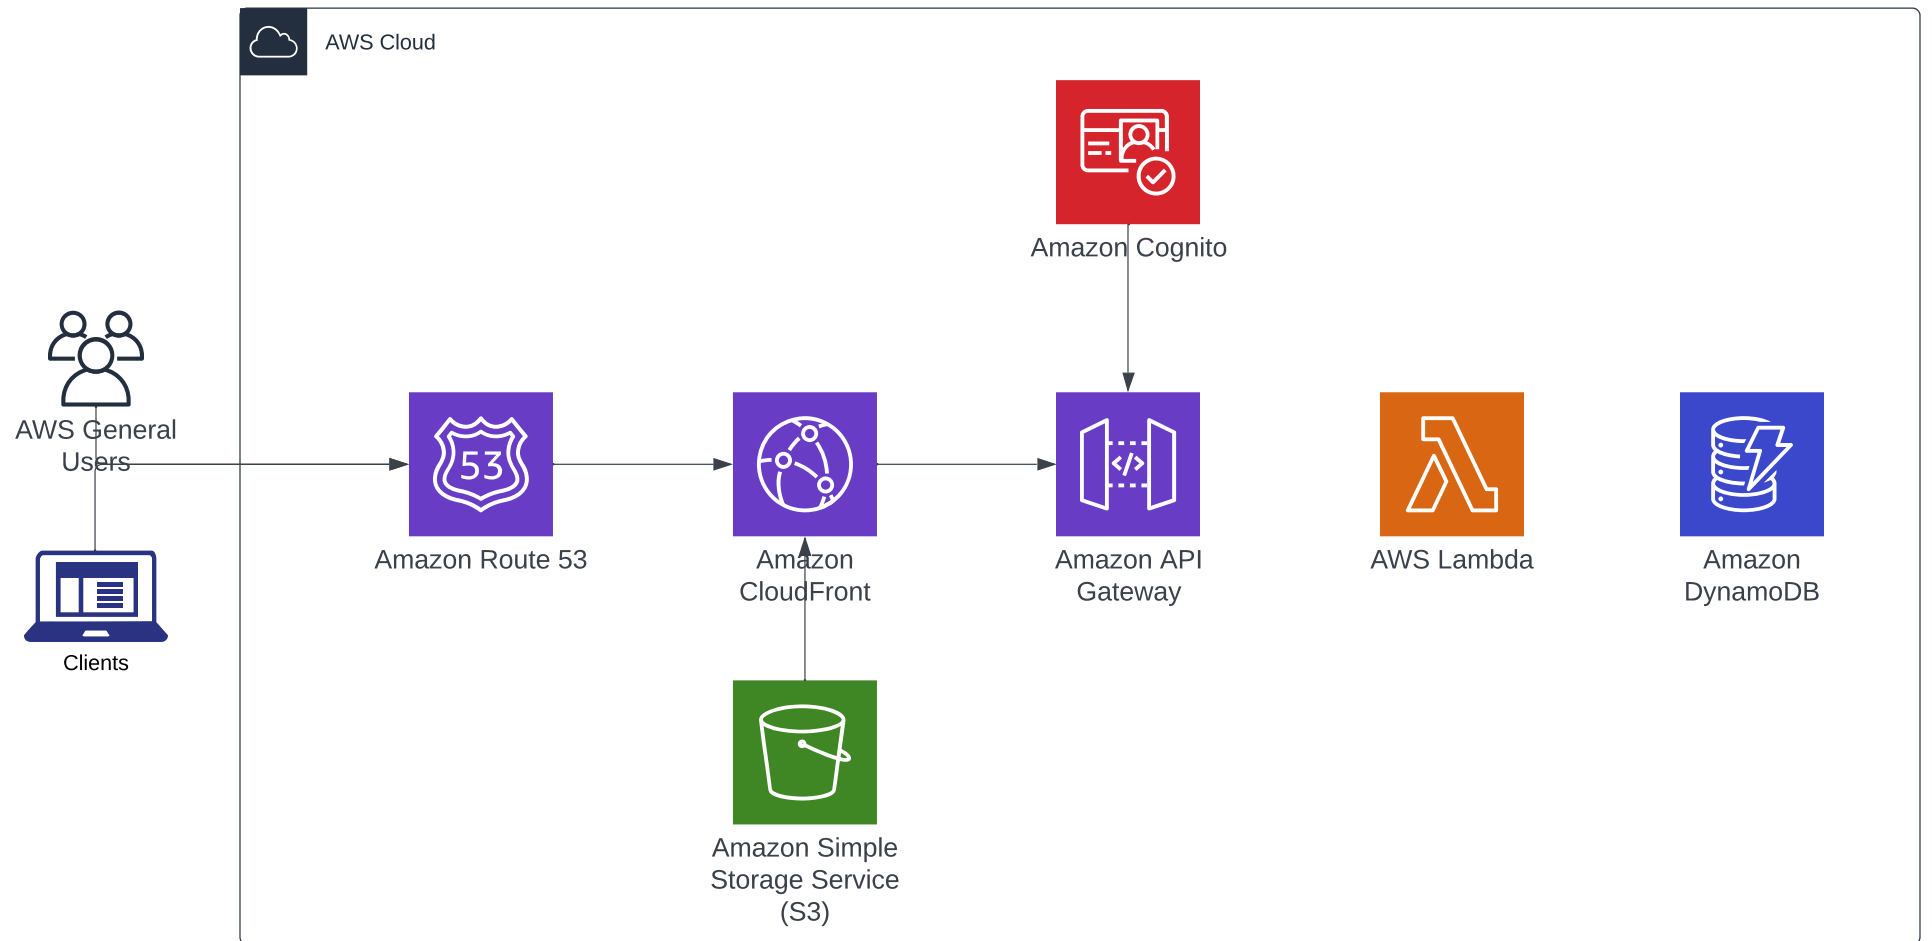 AWS Cloud
Amazon Cognito
AWS General
Users
Clients
53
Amazon Route 53
Amazon
CloudFront
</>
Amazon API
Gateway
AWS Lambda
Amazon
DynamoDB
Amazon Simple
Storage Service
(S3)